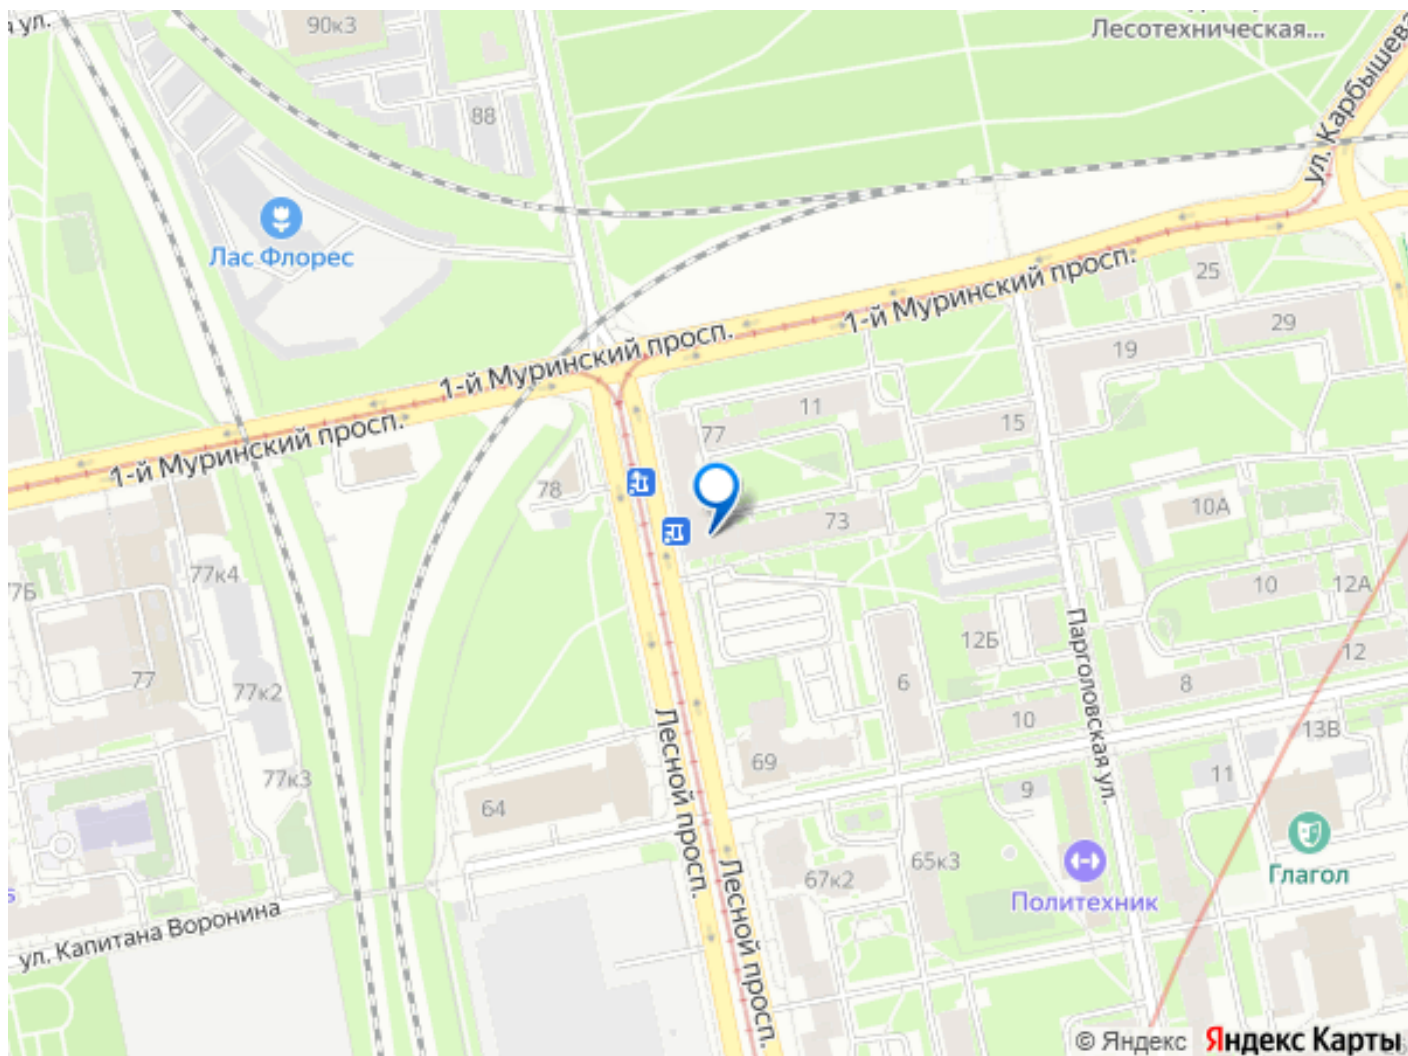 я ул.
90к3
Лесотехническая...
ул. Карбышева
88
Лас Флорес
1-й Муринский просп.
25
1-й Муринский просп.
29
19
1-й Муринский просп.
11
15
77
78
73
10А
77к4
7Б
10
12А
12Б
Парголовская ул.
77
77к2
6
8
12
10
Лесной просп.
69
13В
77к3
11
9
64
Глагол
65к3
67к2
Политехник
Лесной просп.
ул. Капитана Воронина
© Яндекс Яндекс Карты